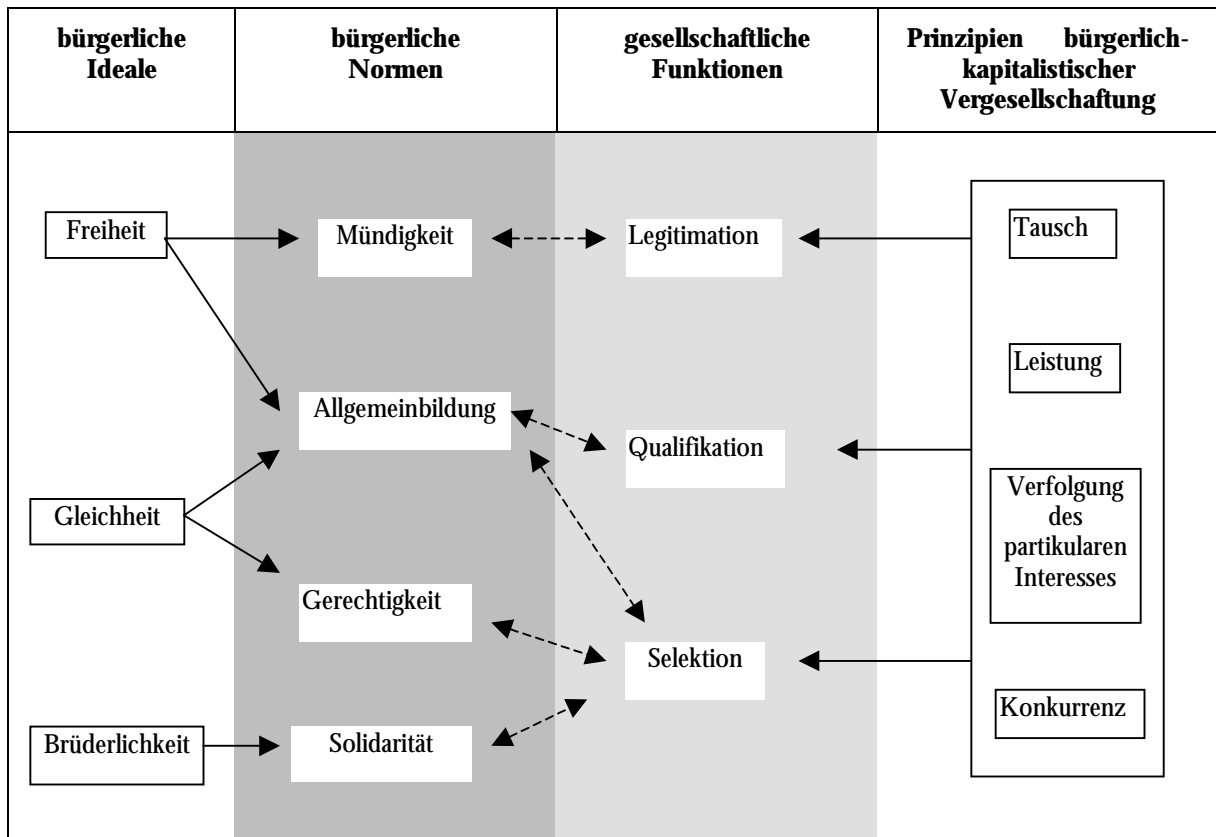 bürgerliche
Ideale
bürgerliche
Normen
gesellschaftliche
Funktionen
Prinzipien bürgerlich-
kapitalistischer
Vergesellschaftung
Freiheit
Mündigkeit
Legitimation
Tausch
Leistung
Allgemeinbildung
Qualifikation
Verfolgung
des
partikularen
Interesses
Gleichheit
Gerechtigkeit
Selektion
Konkurrenz
Brüderlichkeit
Solidarität